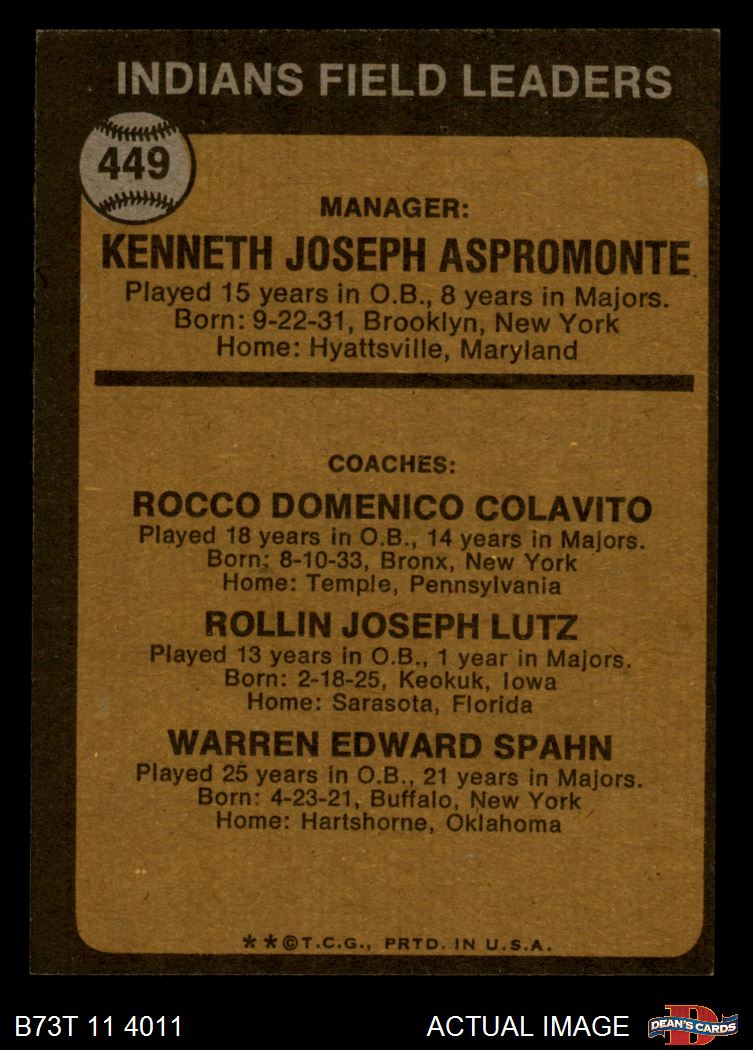 INDIANS FIELD LEADERS
449
MANAGER:
KENNETH JOSEPH ASPROMONTE
Played 15 years in O.B., 8 years in Majors.
Born: 9-22-31, Brooklyn, New York
Home: Hyattsville, Maryland
COACHES:
ROCCO DOMENICO COLAVITO
Played 18 years in O.B., 14 years in Majors.
Born: 8-10-33, Bronx, New York
Home: Temple, Pennsylvania
ROLLIN JOSEPH LUTZ
Played 13 years in O.B., 1 year in Majors.
Born: 2-18-25, Keokuk, Iowa
Home: Sarasota, Florida
WARREN EDWARD SPAHN
Played 25 years in O.B., 21 years in Majors.
Born: 4-23-21, Buffalo, New York
Home: Hartshorne, Oklahoma
**©T.C.G., PRTD. IN U.S.A.
B73T 11 4011
ACTUAL IMAGE
D
DEAN'S CARDS